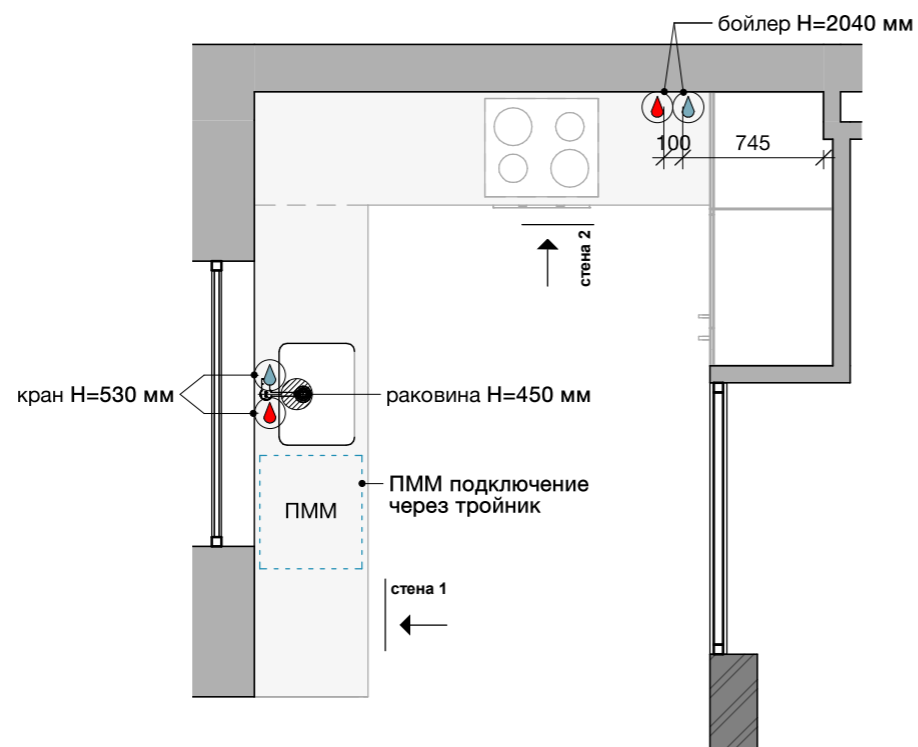 бойлер H=2040 мм
100
745
стена 2
кран H=530 мм
раковина H=450 мм
ПММ подключение
через тройник
ПММ
стена 1